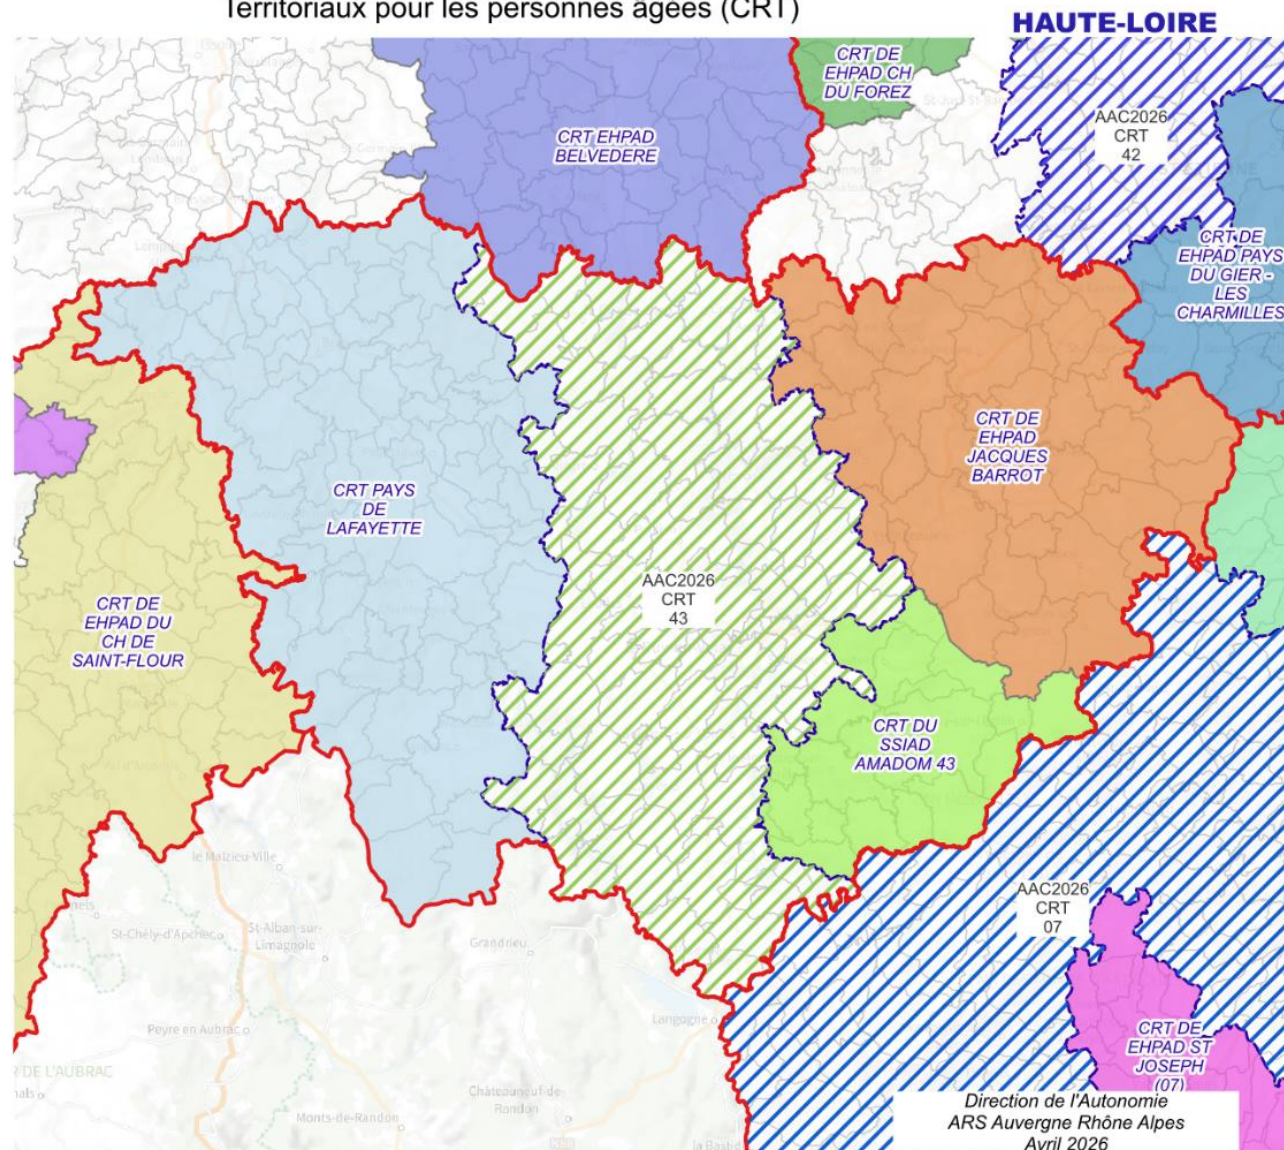 Territoriaux pour les personnes âgées (CRT)
HAUTE-LOIRE
CRT DE
EHPAD CH
DU FOREZ
AAC2026
CRT
42
CRT EHPAD
BELVEDERE
CRT DE
EHPAD PAYS
DU GIER -
LES
CHARMILLES
CRT DE
EHPAD
JACQUES
BARROT
CRT PAYS
DE
LAFAYETTE
AAC2026
CRT
43
CRT DE
EHPAD DU
CH DE
SAINT-FLOUR
CRT DU
SSIAD
AMADOM 43
le Malzieu-Ville
AAC2026
CRT
07
St-Chély-d'Apcher
St-Alban-sur-
Limagnole
Grandrieu
Langogne
Peyre en Aubrac
CRT DE
EHPAD ST
JOSEPH
(07)
R DE L'AUBRAC
Châteauneuf-de-
Randon
Monts-de-Randon
la Bastid
Direction de l'Autonomie
ARS Auvergne Rhône Alpes
Avril 2026